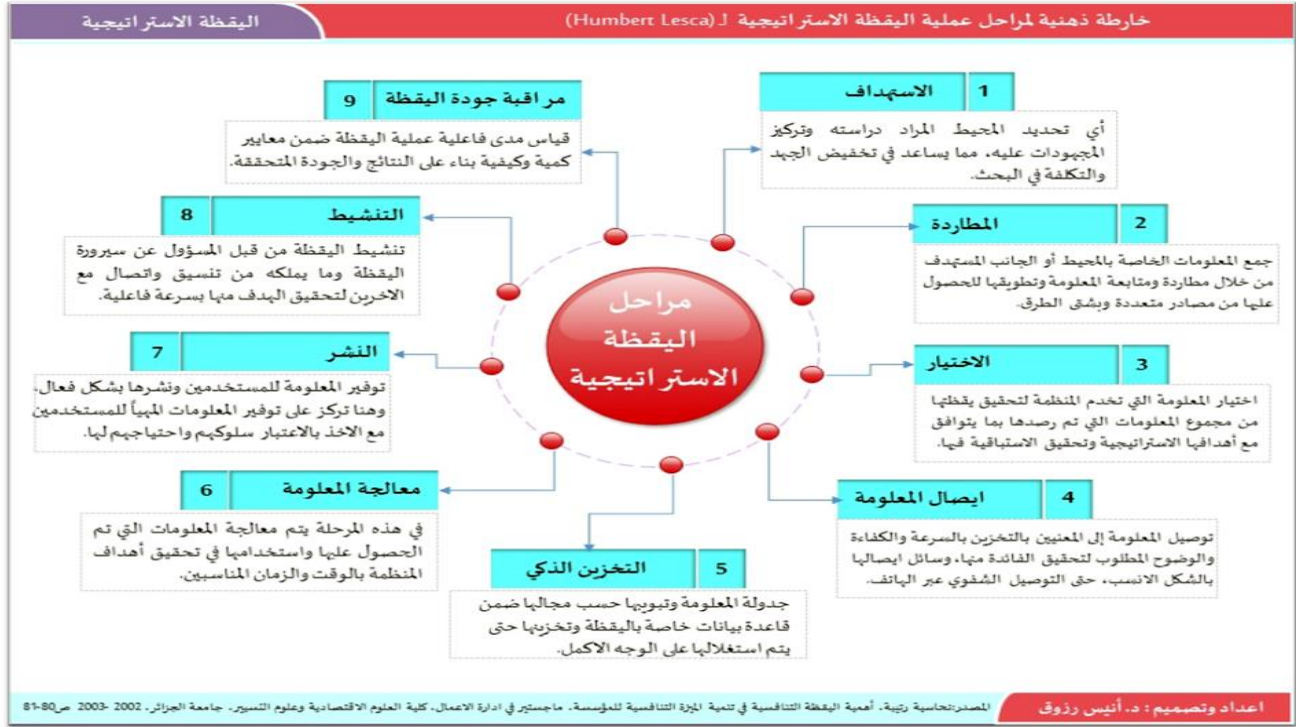 خارطة ذهنية لمراحل عملية اليقظة الاستراتيجية لـ (Humbert Lesca)
اليقظة الاستراتيجية
مراحل
اليقظة
الاستراتيجية
1 الاستهداف
أي تحديد المحيط المراد دراسته وتركيز
المجهودات عليه، مما يساعد في تخفيض الجهد
والتكلفة في البحث.
2 المطاردة
جمع المعلومات الخاصة بالمحيط أو الجانب المستهدف
من خلال مطاردة ومتابعة المعلومة وتطويقها للحصول
عليها من مصادر متعددة وبشتى الطرق.
3 الاختيار
اختيار المعلومة التي تخدم المنظمة لتحقيق يقظتها
من مجموع المعلومات التي تم رصدها بما يتوافق
مع أهدافها الاستراتيجية وتحقيق الاستباقية فيها.
4 ايصال المعلومة
توصيل المعلومة إلى المعنيين بالتخزين بالسرعة والكفاءة
والوضوح المطلوب لتحقيق الفائدة منها، وسائل ايصالها
بالشكل الانسب، حتى التوصيل الشفوي عبر الهاتف.
5 التخزين الذكي
جدولة المعلومة وتبويبها حسب مجالها ضمن
قاعدة بيانات خاصة باليقظة وتخزينها حتى
يتم استغلالها على الوجه الاكمل.
6 معالجة المعلومة
في هذه المرحلة يتم معالجة المعلومات التي تم
الحصول عليها واستخدامها في تحقيق أهداف
المنظمة بالوقت والزمان المناسبين.
7 النشر
توفير المعلومة للمستخدمين ونشرها بشكل فعال،
وهنا تركز على توفير المعلومات المهيأ للمستخدمين
مع الاخذ بالاعتبار سلوكهم واحتياجهم لها.
8 التنشيط
تنشيط اليقظة من قبل المسؤول عن سيرورة
اليقظة وما يملكه من تنسيق واتصال مع
الاخرين لتحقيق الهدف منها بسرعة فاعلية.
9 مراقبة جودة اليقظة
قياس مدى فاعلية عملية اليقظة ضمن معايير
كمية وكيفية بناء على النتائج والجودة المتحققة.
اعداد وتصميم : د. أنيس رزوق
المصدر:نحاسية رتيبة، أهمية اليقظة التنافسية في تنمية الميزة التنافسية للمؤسسة، ماجستير في ادارة الاعمال، كلية العلوم الاقتصادية وعلوم التسيير، جامعة الجزائر، 2002 -2003 ص80-81